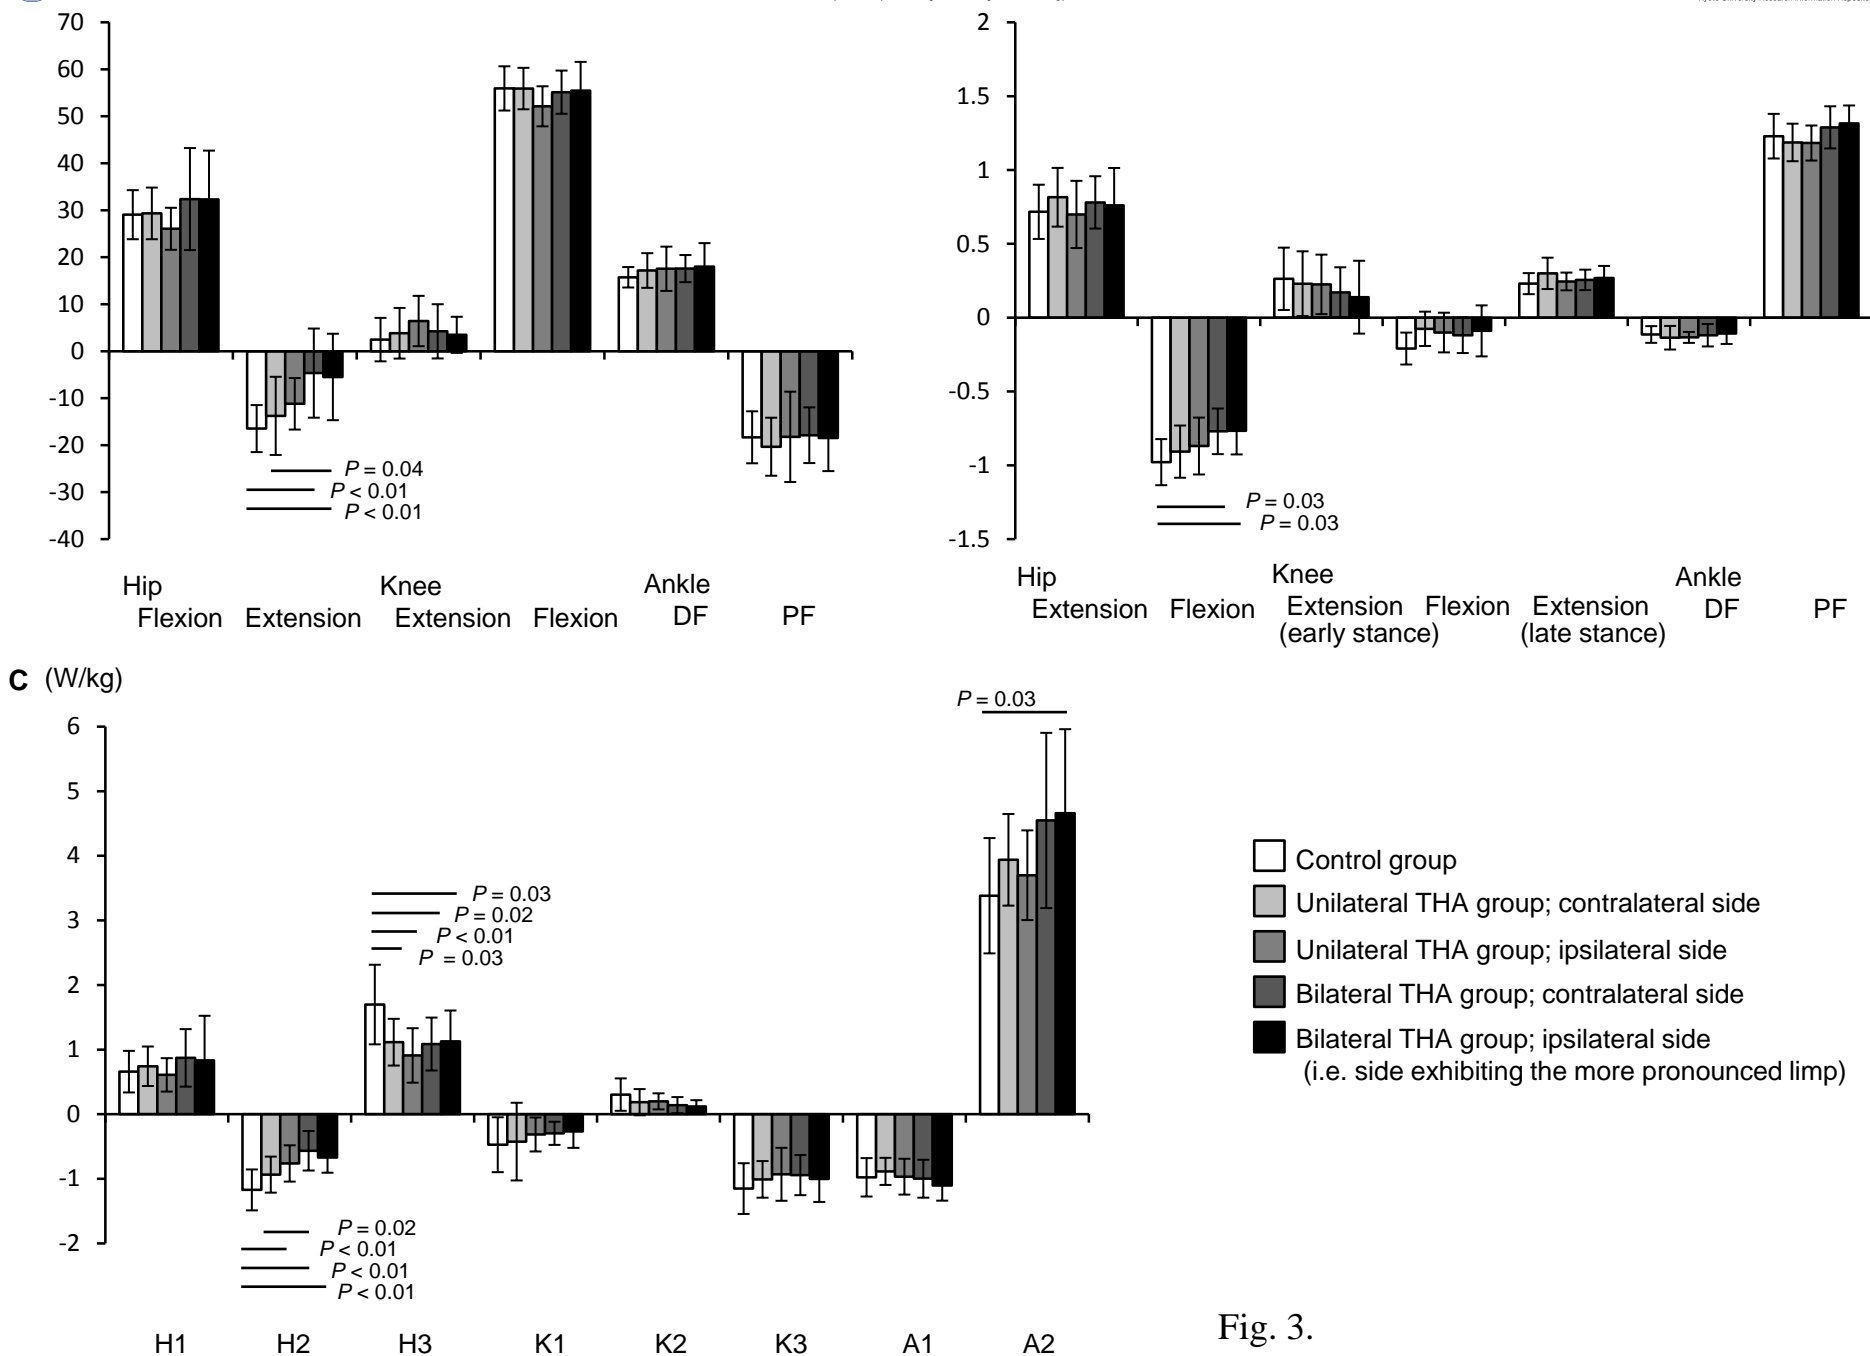 70
60
50
40
30
20
10
0
-10
-20
-30
-40
P = 0.04
P < 0.01
P < 0.01
Hip
Flexion
Extension
Knee
Extension
Flexion
Ankle
DF
PF
2
1.5
1
0.5
0
-0.5
-1
-1.5
P = 0.03
P = 0.03
Hip
Extension
Flexion
Knee
Extension
(early stance)
Flexion
Extension
(late stance)
Ankle
DF
PF
C (W/kg)
6
5
4
3
2
1
0
-1
-2
P = 0.03
P = 0.03
P = 0.02
P < 0.01
P = 0.03
P = 0.02
P < 0.01
P < 0.01
P < 0.01
H1 H2 H3 K1 K2 K3 A1 A2
Control group
Unilateral THA group; contralateral side
Unilateral THA group; ipsilateral side
Bilateral THA group; contralateral side
Bilateral THA group; ipsilateral side
(i.e. side exhibiting the more pronounced limp)
Fig. 3.